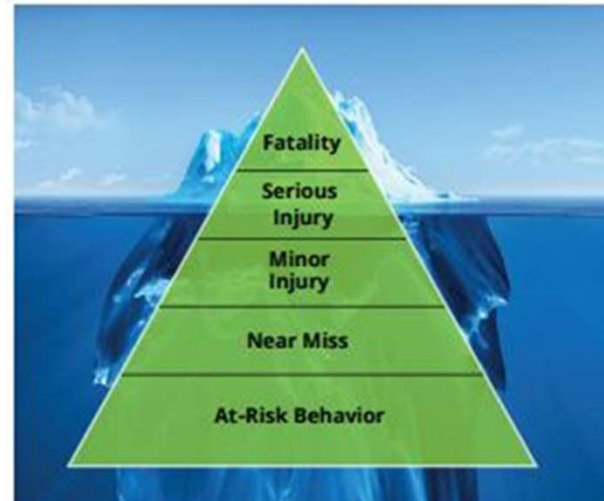 Fatality
Serious
Injury
Minor
Injury
Near Miss
At-Risk Behavior